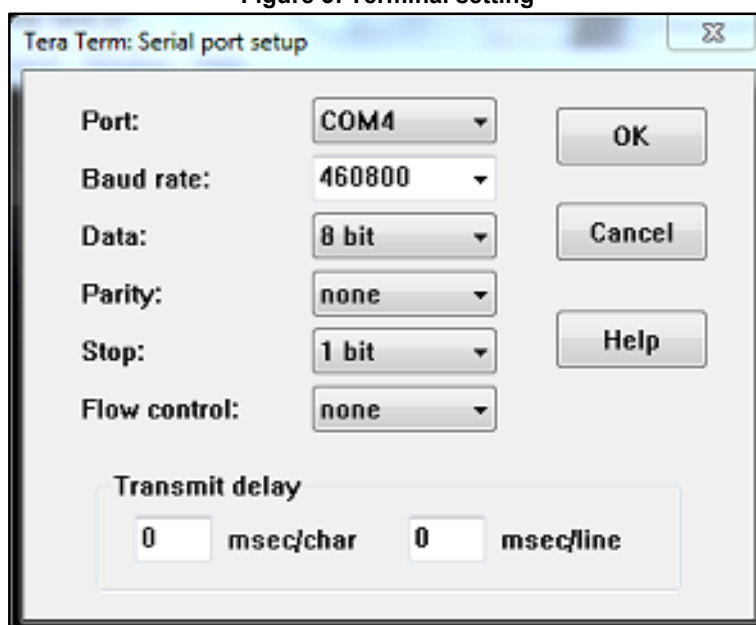 Figure 3. Terminal setting
Tera Term: Serial port setup
Port: COM4 OK
Baud rate: 460800
Data: 8 bit Cancel
Parity: none
Stop: 1 bit Help
Flow control: none
Transmit delay
0 msec/char 0 msec/line